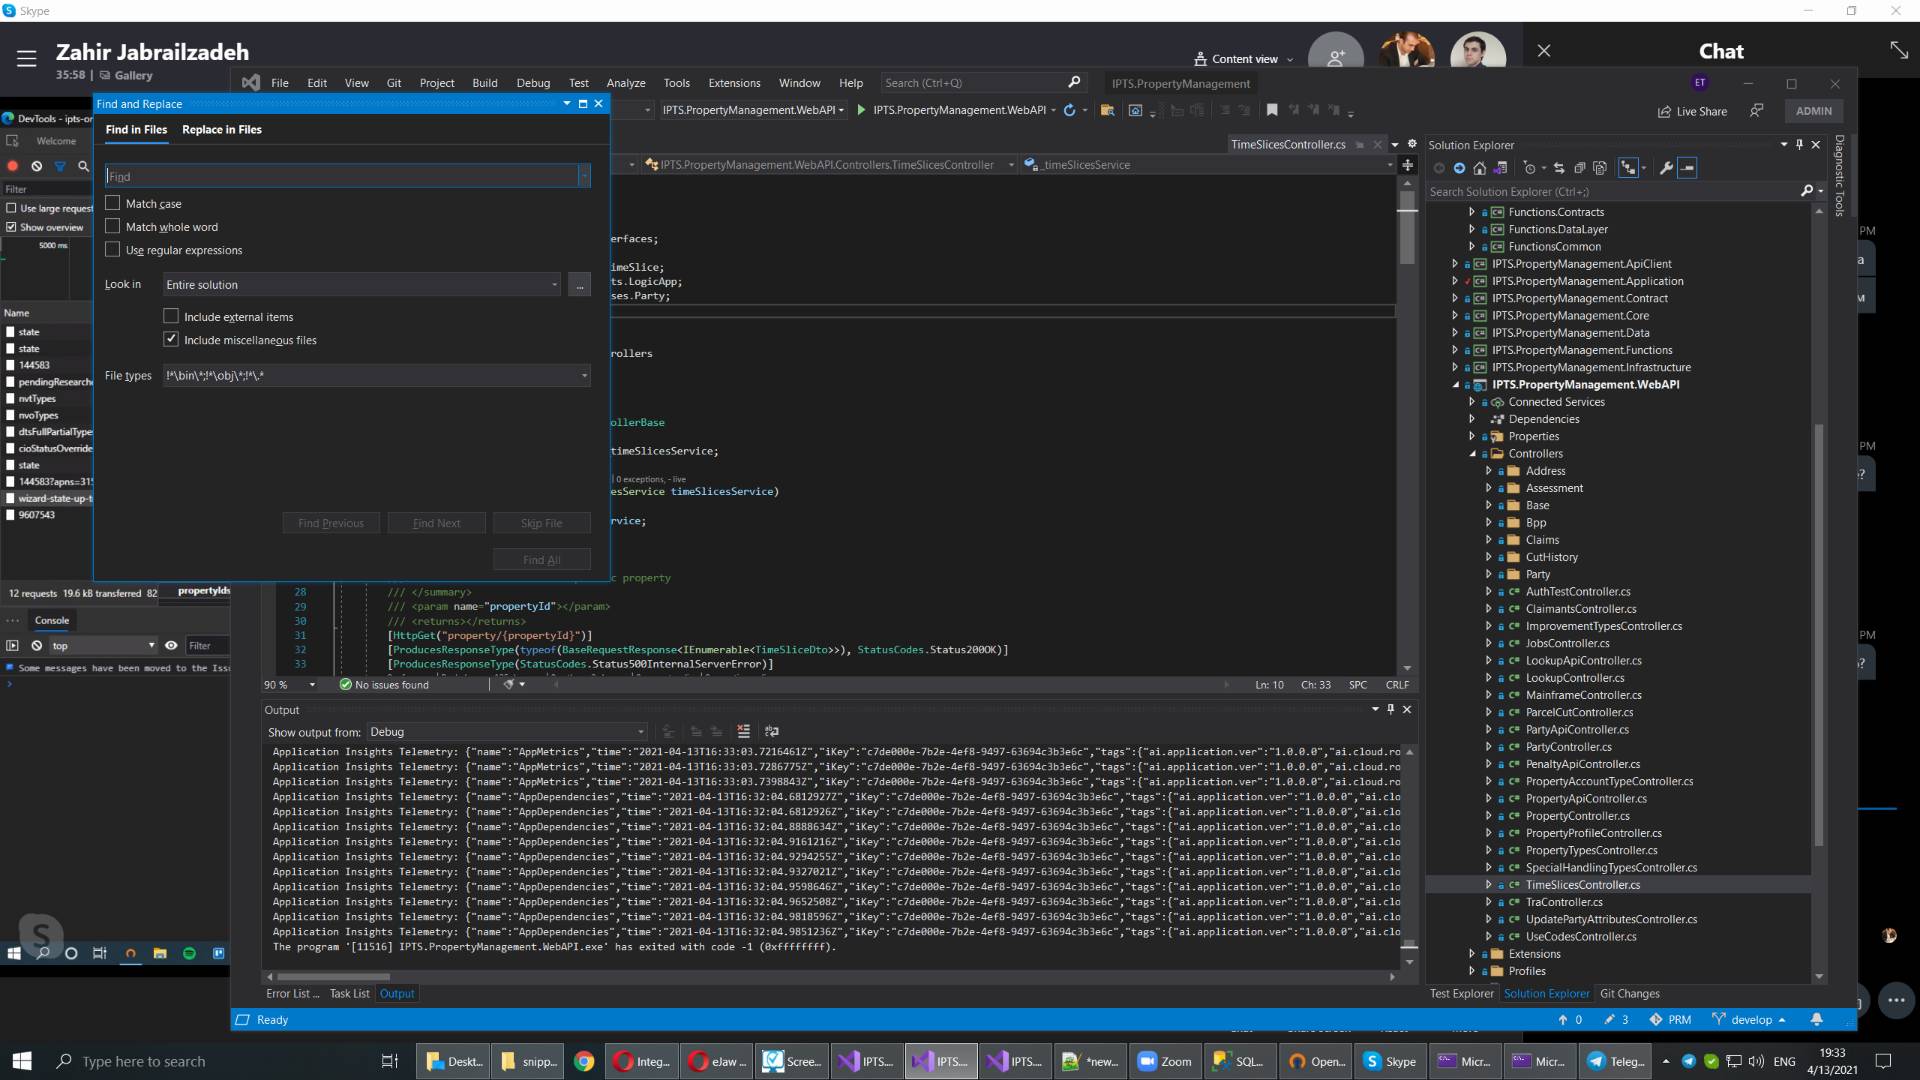 Skype
Zahir Jabrailzadeh
35:58 | Gallery
Content view
Chat
File Edit View Git Project Build Debug Test Analyze Tools Extensions Window Help
Search (Ctrl+Q)
IPTS.PropertyManagement
ET
IPTS.PropertyManagement.WebAPI
IPTS.PropertyManagement.WebAPI
Live Share
ADMIN
Find and Replace
Find in Files Replace in Files
Find
Match case
Match whole word
Use regular expressions
Look in Entire solution ...
Include external items
Include miscellaneous files
File types !*\bin\*;!*\obj\*;!*\.*
Find Previous Find Next Skip File
Find All
DevTools - ipts-or
Welcome
Filter
Use large request
Show overview
5000 ms
Name
state
state
144583
pendingResearche
nvtTypes
nvoTypes
dtsFullPartialType
cioStatusOverride
state
144583?apns=315
wizard-state-up-t
9607543
12 requests 19.6 kB transferred 82
propertyIds
Console
top
Filter
Some messages have been moved to the Iss
TimeSlicesController.cs
IPTS.PropertyManagement.WebAPI.Controllers.TimeSlicesController
_timeSlicesService
erfaces;
imeSlice;
ts.LogicApp;
ses.Party;
rollers
ollerBase
timeSlicesService;
| 0 exceptions, - live
esService timeSlicesService)
rvice;
c property
28 /// </summary>
29 /// <param name="propertyId"></param>
30 /// <returns></returns>
31 [HttpGet("property/{propertyId}")]
32 [ProducesResponseType(typeof(BaseRequestResponse<IEnumerable<TimeSliceDto>>), StatusCodes.Status200OK)]
33 [ProducesResponseType(StatusCodes.Status500InternalServerError)]
90 % No issues found Ln: 10 Ch: 33 SPC CRLF
Output
Show output from: Debug
Application Insights Telemetry: {"name":"AppMetrics","time":"2021-04-13T16:33:03.7216461Z","iKey":"c7de000e-7b2e-4ef8-9497-63694c3b3e6c","tags":{"ai.application.ver":"1.0.0.0","ai.cloud.ro
Application Insights Telemetry: {"name":"AppMetrics","time":"2021-04-13T16:33:03.7286775Z","iKey":"c7de000e-7b2e-4ef8-9497-63694c3b3e6c","tags":{"ai.application.ver":"1.0.0.0","ai.cloud.ro
Application Insights Telemetry: {"name":"AppMetrics","time":"2021-04-13T16:33:03.7398843Z","iKey":"c7de000e-7b2e-4ef8-9497-63694c3b3e6c","tags":{"ai.application.ver":"1.0.0.0","ai.cloud.ro
Application Insights Telemetry: {"name":"AppDependencies","time":"2021-04-13T16:32:04.6812927Z","iKey":"c7de000e-7b2e-4ef8-9497-63694c3b3e6c","tags":{"ai.application.ver":"1.0.0.0","ai.clo
Application Insights Telemetry: {"name":"AppDependencies","time":"2021-04-13T16:32:04.6812926Z","iKey":"c7de000e-7b2e-4ef8-9497-63694c3b3e6c","tags":{"ai.application.ver":"1.0.0.0","ai.clo
Application Insights Telemetry: {"name":"AppDependencies","time":"2021-04-13T16:32:04.8888634Z","iKey":"c7de000e-7b2e-4ef8-9497-63694c3b3e6c","tags":{"ai.application.ver":"1.0.0.0","ai.clo
Application Insights Telemetry: {"name":"AppDependencies","time":"2021-04-13T16:32:04.9161216Z","iKey":"c7de000e-7b2e-4ef8-9497-63694c3b3e6c","tags":{"ai.application.ver":"1.0.0.0","ai.clo
Application Insights Telemetry: {"name":"AppDependencies","time":"2021-04-13T16:32:04.9294255Z","iKey":"c7de000e-7b2e-4ef8-9497-63694c3b3e6c","tags":{"ai.application.ver":"1.0.0.0","ai.clo
Application Insights Telemetry: {"name":"AppDependencies","time":"2021-04-13T16:32:04.9327021Z","iKey":"c7de000e-7b2e-4ef8-9497-63694c3b3e6c","tags":{"ai.application.ver":"1.0.0.0","ai.clo
Application Insights Telemetry: {"name":"AppDependencies","time":"2021-04-13T16:32:04.9598646Z","iKey":"c7de000e-7b2e-4ef8-9497-63694c3b3e6c","tags":{"ai.application.ver":"1.0.0.0","ai.clo
Application Insights Telemetry: {"name":"AppDependencies","time":"2021-04-13T16:32:04.9652508Z","iKey":"c7de000e-7b2e-4ef8-9497-63694c3b3e6c","tags":{"ai.application.ver":"1.0.0.0","ai.clo
Application Insights Telemetry: {"name":"AppDependencies","time":"2021-04-13T16:32:04.9818596Z","iKey":"c7de000e-7b2e-4ef8-9497-63694c3b3e6c","tags":{"ai.application.ver":"1.0.0.0","ai.clo
Application Insights Telemetry: {"name":"AppDependencies","time":"2021-04-13T16:32:04.9851236Z","iKey":"c7de000e-7b2e-4ef8-9497-63694c3b3e6c","tags":{"ai.application.ver":"1.0.0.0","ai.clo
The program '[11516] IPTS.PropertyManagement.WebAPI.exe' has exited with code -1 (0xffffffff).
Error List ... Task List Output
Solution Explorer
Search Solution Explorer (Ctrl+;)
Functions.Contracts
Functions.DataLayer
FunctionsCommon
IPTS.PropertyManagement.ApiClient
IPTS.PropertyManagement.Application
IPTS.PropertyManagement.Contract
IPTS.PropertyManagement.Core
IPTS.PropertyManagement.Data
IPTS.PropertyManagement.Functions
IPTS.PropertyManagement.Infrastructure
IPTS.PropertyManagement.WebAPI
Connected Services
Dependencies
Properties
Controllers
Address
Assessment
Base
Bpp
Claims
CutHistory
Party
AuthTestController.cs
ClaimantsController.cs
ImprovementTypesController.cs
JobsController.cs
LookupApiController.cs
LookupController.cs
MainframeController.cs
ParcelCutController.cs
PartyApiController.cs
PartyController.cs
PenaltyApiController.cs
PropertyAccountTypeController.cs
PropertyApiController.cs
PropertyController.cs
PropertyProfileController.cs
PropertyTypesController.cs
SpecialHandlingTypesController.cs
TimeSlicesController.cs
TraController.cs
UpdatePartyAttributesController.cs
UseCodesController.cs
Extensions
Profiles
Test Explorer Solution Explorer Git Changes
Diagnostic Tools
PM
a
M
PM
?
PM
?
Ready 0 3 PRM develop
Type here to search
Deskt... snipp... Integ... eJaw ... Scree... IPTS.... IPTS.... IPTS.... *new... Zoom SQL... Open... Skype Micr... Micr... Teleg...
ENG
19:33
4/13/2021